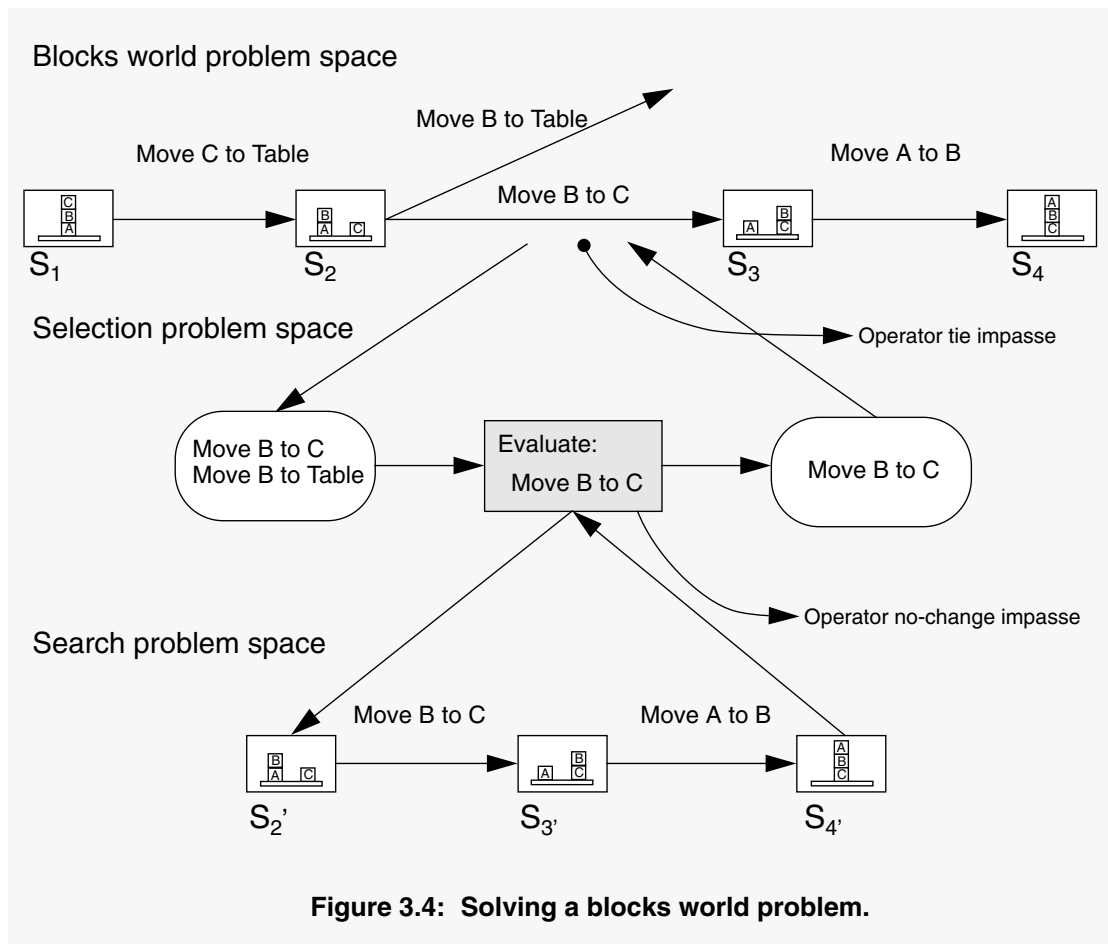 Blocks world problem space
Move B to Table
Move C to Table
Move A to B
Move B to C
C
B
A
B
A C
B
A C
A
B
C
S1
S2
S3
S4
Selection problem space
Operator tie impasse
Move B to C
Move B to Table
Evaluate:
Move B to C
Move B to C
Operator no-change impasse
Search problem space
Move B to C
Move A to B
B
A C
B
A C
A
B
C
S2'
S3'
S4'
Figure 3.4: Solving a blocks world problem.